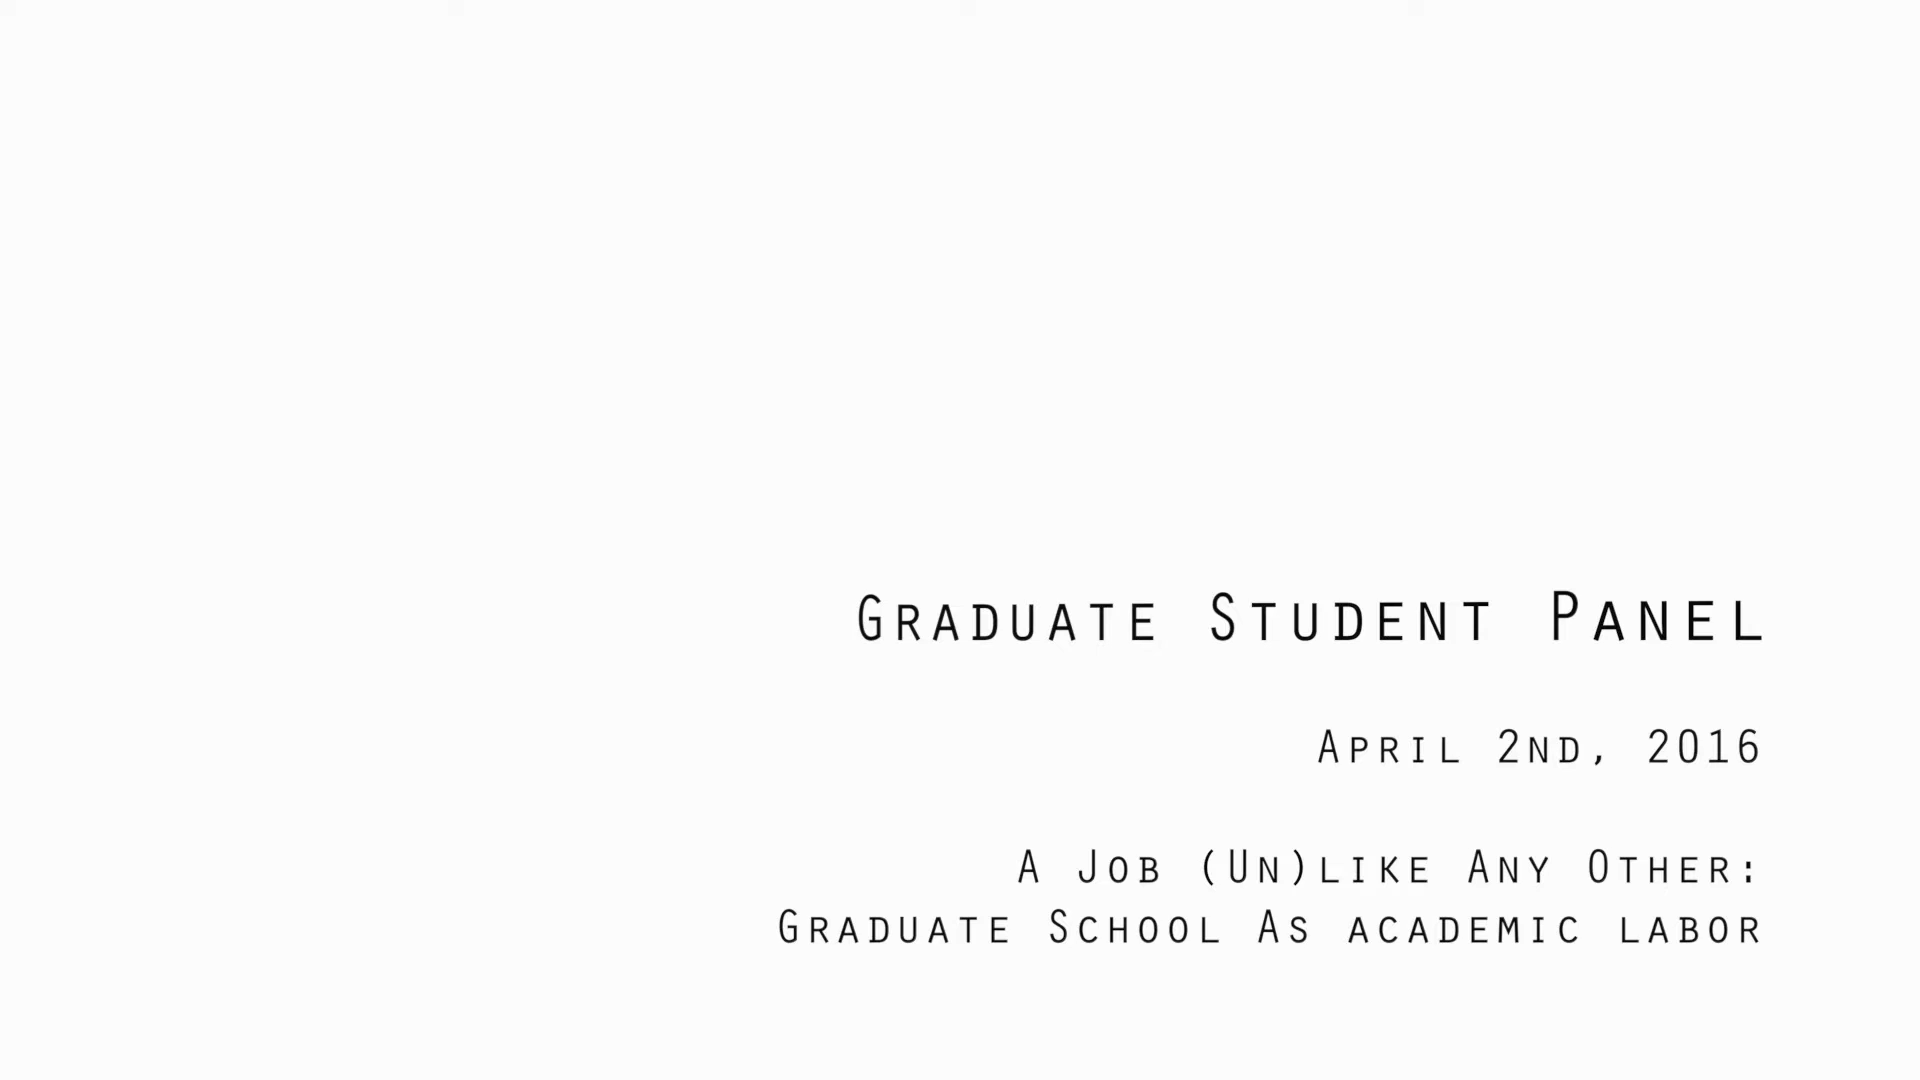 Graduate Student Panel
April 2nd, 2016
A Job (Un)like Any Other:
Graduate School As academic labor